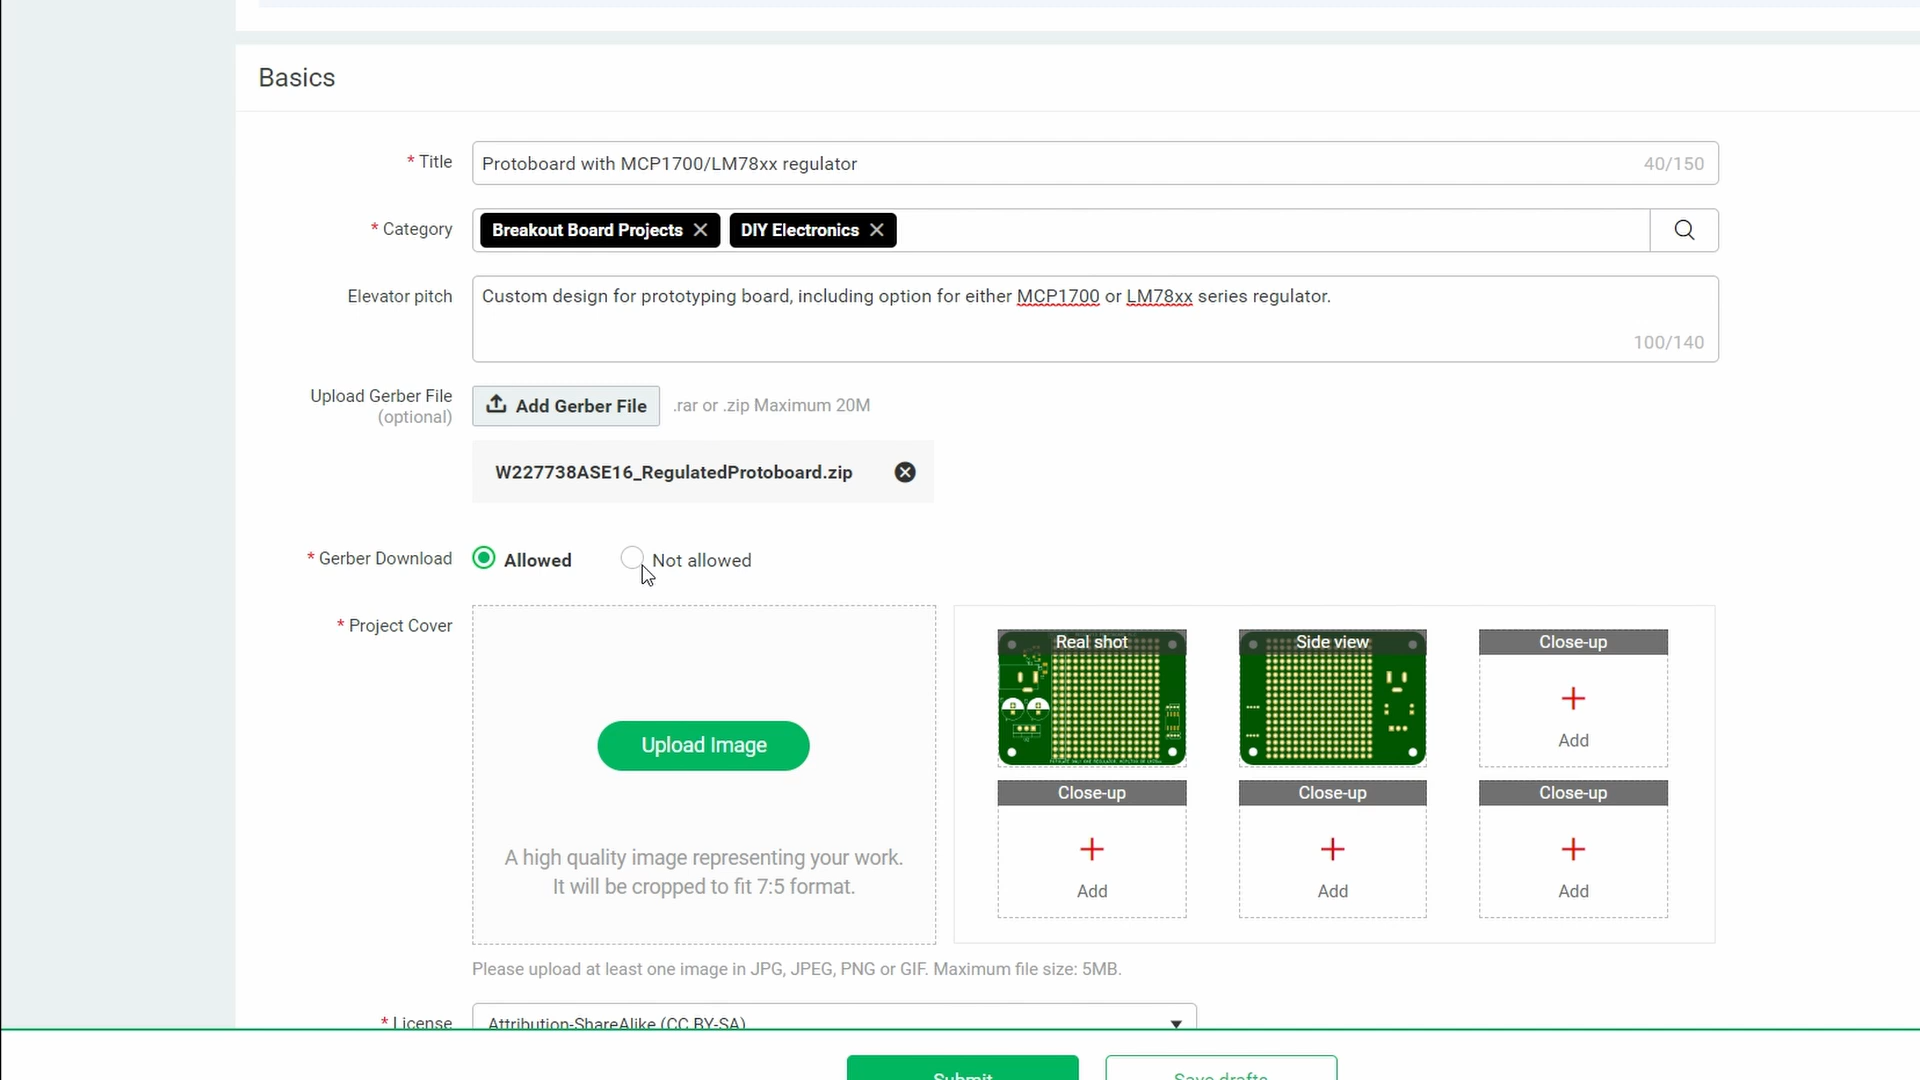 Basics
* Title
Protoboard with MCP1700/LM78xx regulator
40/150
* Category
Breakout Board Projects
DIY Electronics
Elevator pitch
Custom design for prototyping board, including option for either MCP1700 or LM78xx series regulator.
100/140
Upload Gerber File
(optional)
Add Gerber File
.rar or .zip Maximum 20M
W227738ASE16_RegulatedProtoboard.zip
* Gerber Download
Allowed
Not allowed
* Project Cover
Upload Image
A high quality image representing your work.
It will be cropped to fit 7:5 format.
Real shot
Side view
Close-up
Add
Close-up
Add
Close-up
Add
Close-up
Add
Please upload at least one image in JPG, JPEG, PNG or GIF. Maximum file size: 5MB.
* License
Attribution-ShareAlike (CC BY-SA)
Submit
Save drafts